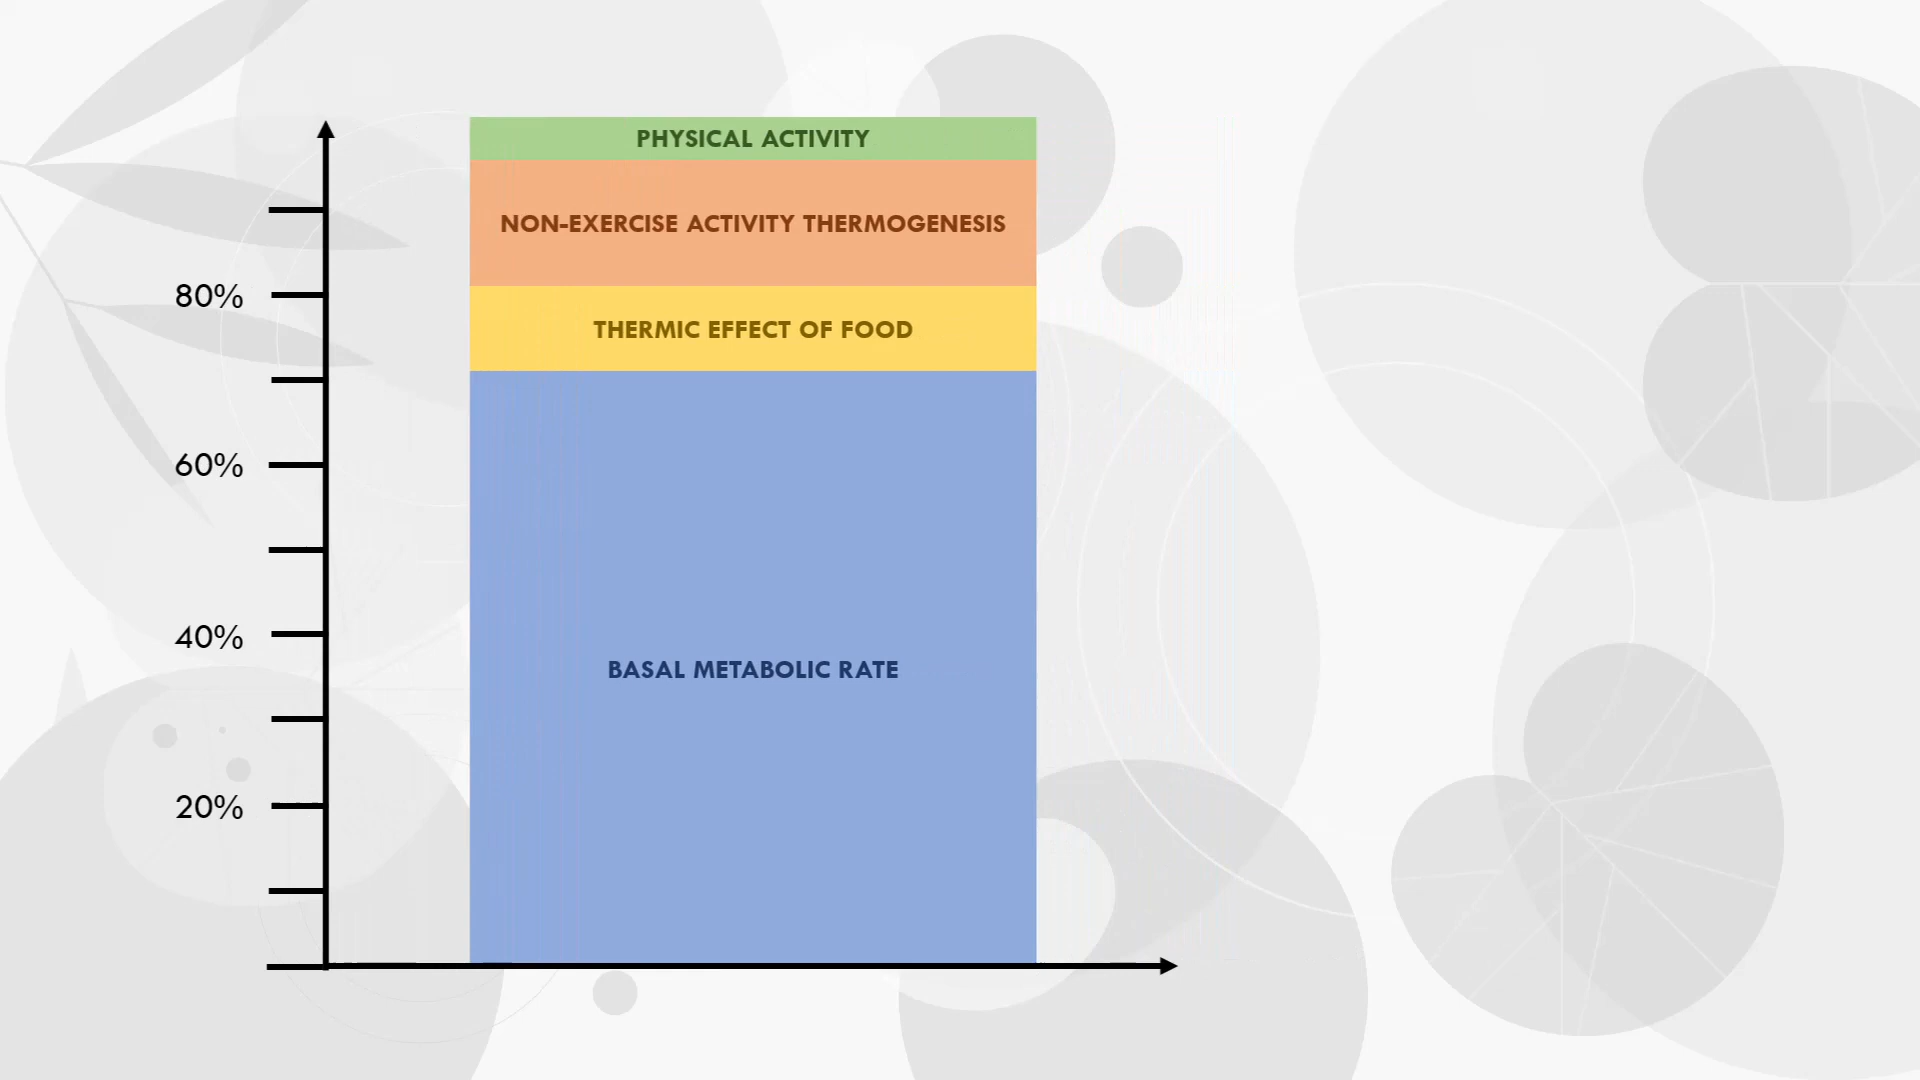 PHYSICAL ACTIVITY
NON-EXERCISE ACTIVITY THERMOGENESIS
80%
THERMIC EFFECT OF FOOD
60%
40%
BASAL METABOLIC RATE
20%